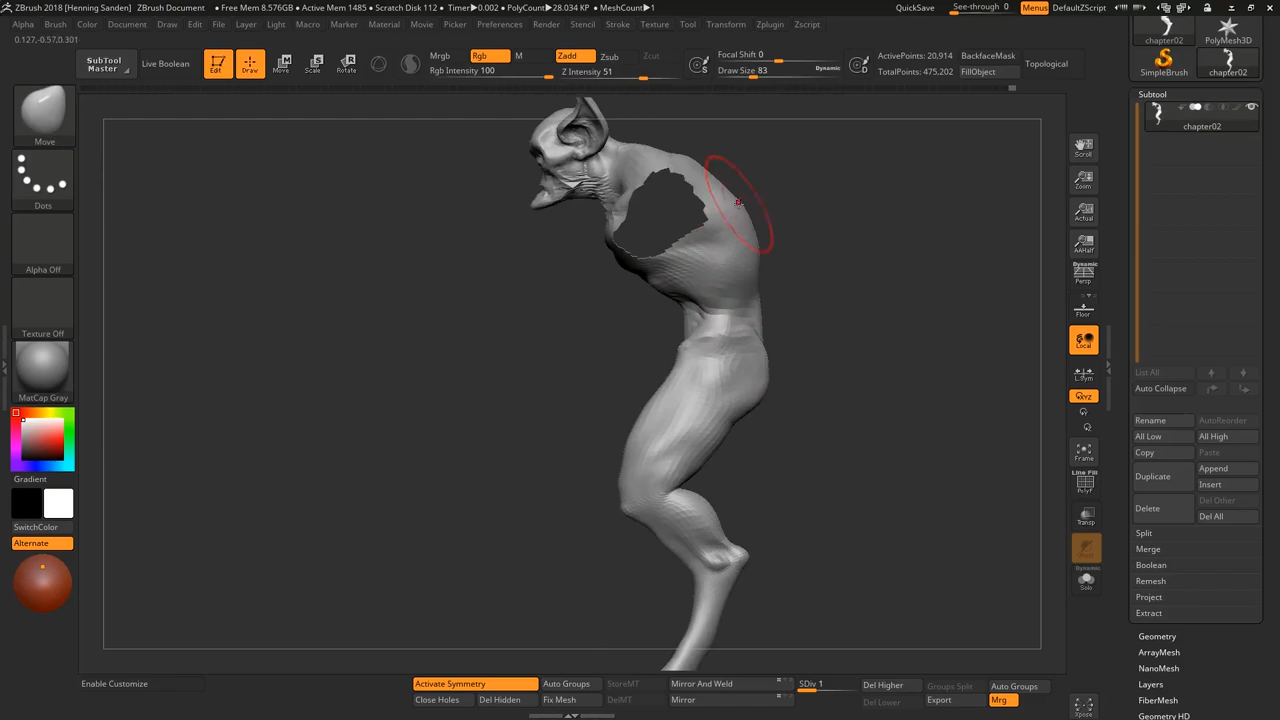 ZBrush 2018 [Henning Sanden] ZBrush Document • Free Mem 8.576GB • Active Mem 1485 • Scratch Disk 112 • Timer▶0.002 • PolyCount▶28.034 KP • MeshCount▶1 QuickSave See-through 0 Menus DefaultZScript
Alpha Brush Color Document Draw Edit File Layer Light Macro Marker Material Movie Picker Preferences Render Stencil Stroke Texture Tool Transform Zplugin Zscript
0.127,-0.57,0.301
SubTool Master
Live Boolean
Edit
Draw
Move
Scale
Rotate
Mrgb
Rgb
M
Rgb Intensity 100
Zadd
Zsub
Zcut
Z Intensity 51
S
Focal Shift 0
Draw Size 83
Dynamic
D
ActivePoints: 20,914
TotalPoints: 475,202
BackfaceMask
FillObject
Topological
chapter02
PolyMesh3D
SimpleBrush
chapter02
Move
Dots
Alpha Off
Texture Off
MatCap Gray
Gradient
SwitchColor
Alternate
Scroll
Zoom
Actual
AAHalf
Dynamic
Persp
Floor
Local
L.Sym
XYZ
Frame
Line Fill
PolyF
Transp
Dynamic
Solo
Xpose
Subtool
chapter02
List All
Auto Collapse
Rename AutoReorder
All Low All High
Copy Paste
Duplicate Append
Insert
Delete Del Other
Del All
Split
Merge
Boolean
Remesh
Project
Extract
Geometry
ArrayMesh
NanoMesh
Layers
FiberMesh
Geometry HD
Enable Customize
Activate Symmetry Auto Groups StoreMT Mirror And Weld SDiv 1 Del Higher Groups Split Auto Groups
Close Holes Del Hidden Fix Mesh DelMT Mirror Del Lower Export Mrg